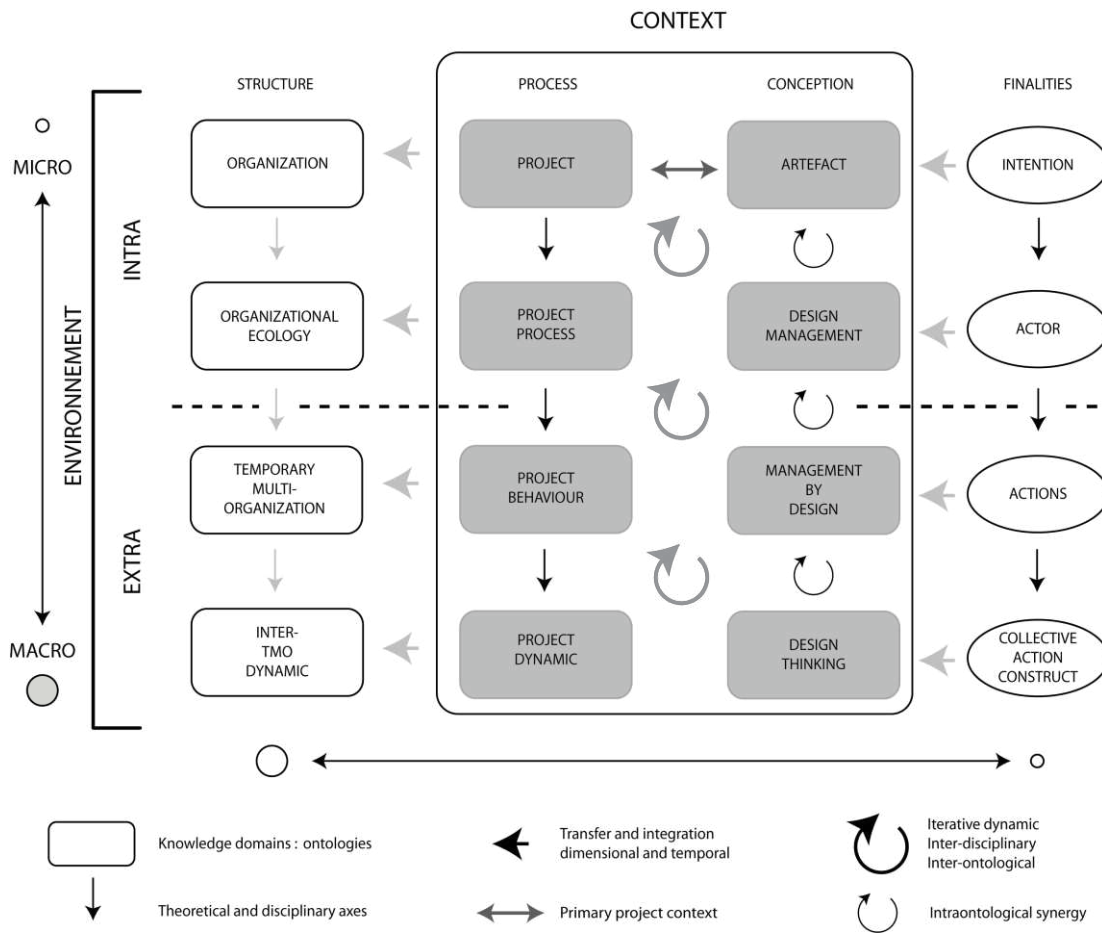 CONTEXT
STRUCTURE
PROCESS
CONCEPTION
FINALITIES
MICRO
MACRO
ENVIRONNEMENT
INTRA
EXTRA
ORGANIZATION
PROJECT
ARTEFACT
INTENTION
ORGANIZATIONAL
ECOLOGY
PROJECT
PROCESS
DESIGN
MANAGEMENT
ACTOR
TEMPORARY
MULTI-
ORGANIZATION
PROJECT
BEHAVIOUR
MANAGEMENT
BY
DESIGN
ACTIONS
INTER-
TMO
DYNAMIC
PROJECT
DYNAMIC
DESIGN
THINKING
COLLECTIVE
ACTION
CONSTRUCT
Knowledge domains : ontologies
Transfer and integration
dimensional and temporal
Iterative dynamic
Inter-disciplinary
Inter-ontological
Theoretical and disciplinary axes
Primary project context
Intraontological synergy